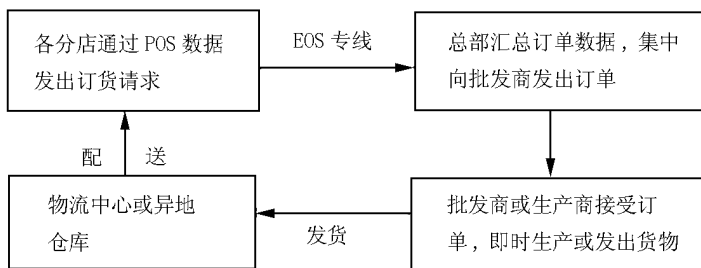 各分店通过 POS 数据
发出订货请求
EOS 专线
总部汇总订单数据，集中
向批发商发出订单
配 送
物流中心或异地
仓库
发货
批发商或生产商接受订
单，即时生产或发出货物